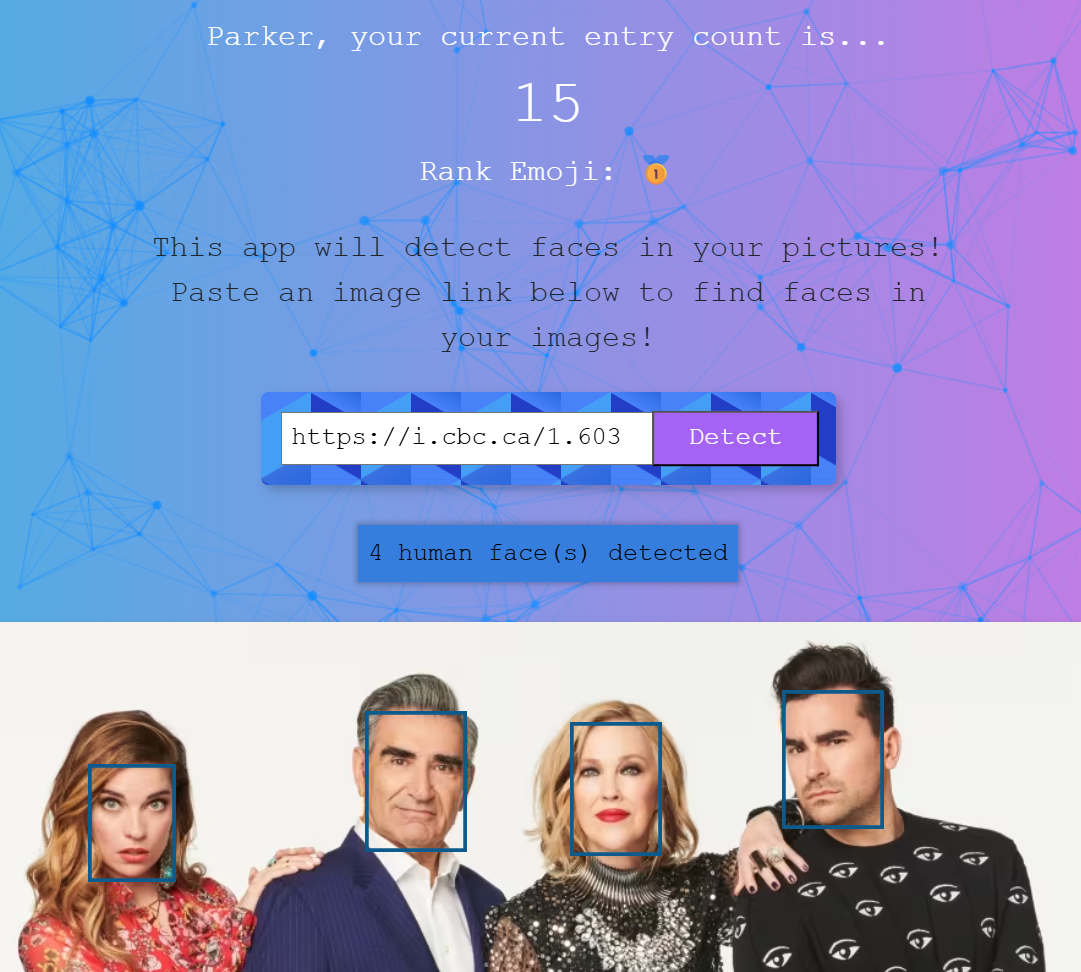 Parker, your current entry count is...
15
Rank Emoji: 🥇
This app will detect faces in your pictures!
Paste an image link below to find faces in
your images!
https://i.cbc.ca/1.603 Detect
4 human face(s) detected